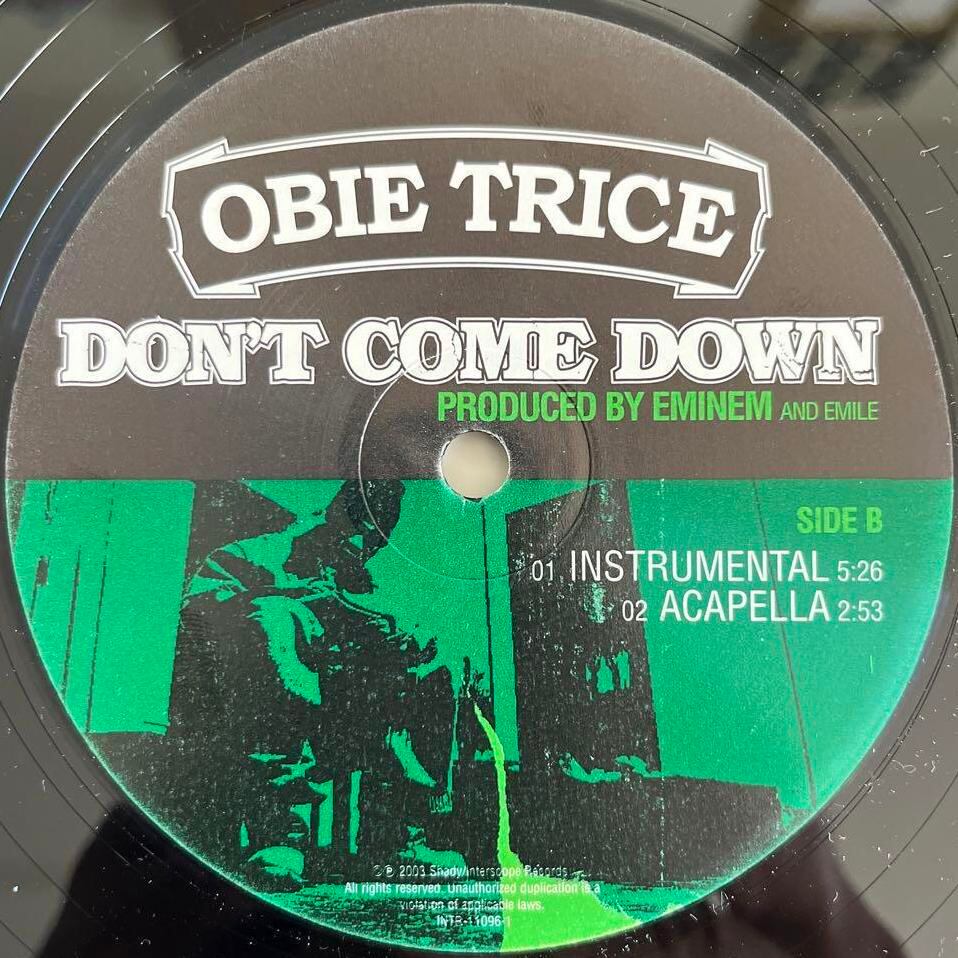 OBIE TRICE
DON'T COME DOWN
PRODUCED BY EMINEM AND EMILE
SIDE B
01 INSTRUMENTAL 5:26
02 ACAPELLA 2:53
©℗ 2003 Shady/Interscope Records
All rights reserved. Unauthorized duplication is a
violation of applicable laws.
INTR-11096-1